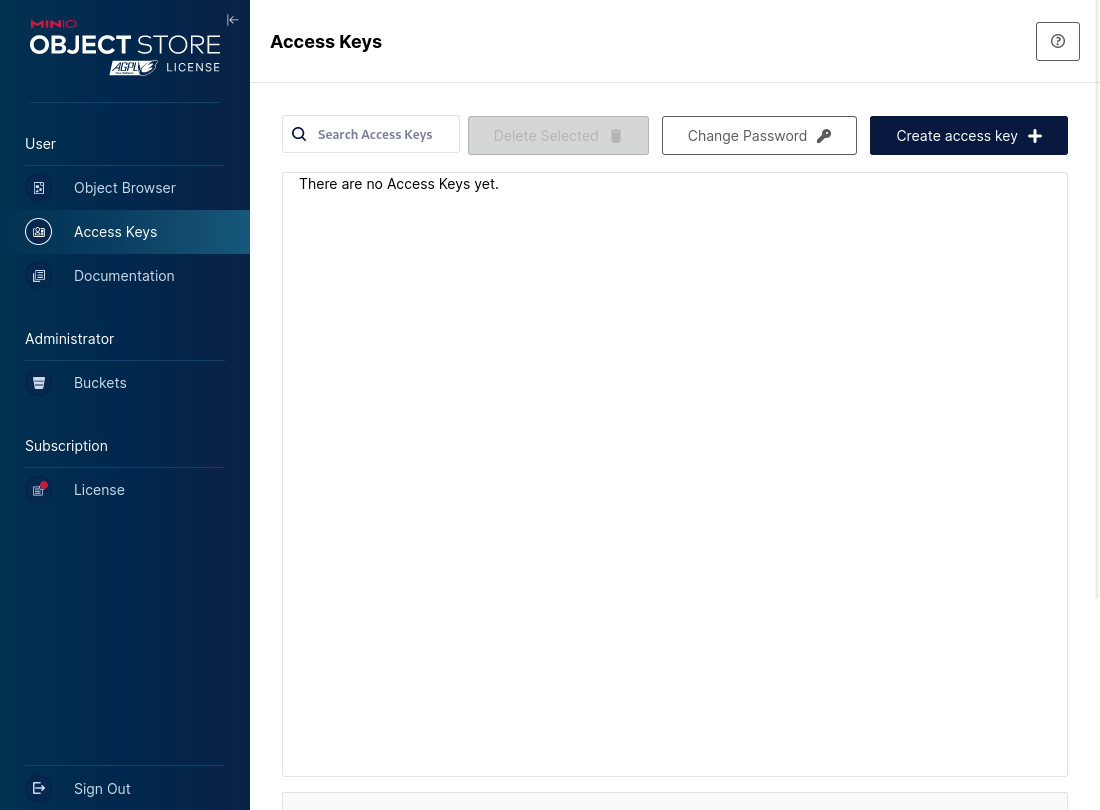 MINIO
OBJECT STORE
AGPLv3 LICENSE
User
Object Browser
Access Keys
Documentation
Administrator
Buckets
Subscription
License
Sign Out
Access Keys
Search Access Keys
Delete Selected
Change Password
Create access key
There are no Access Keys yet.